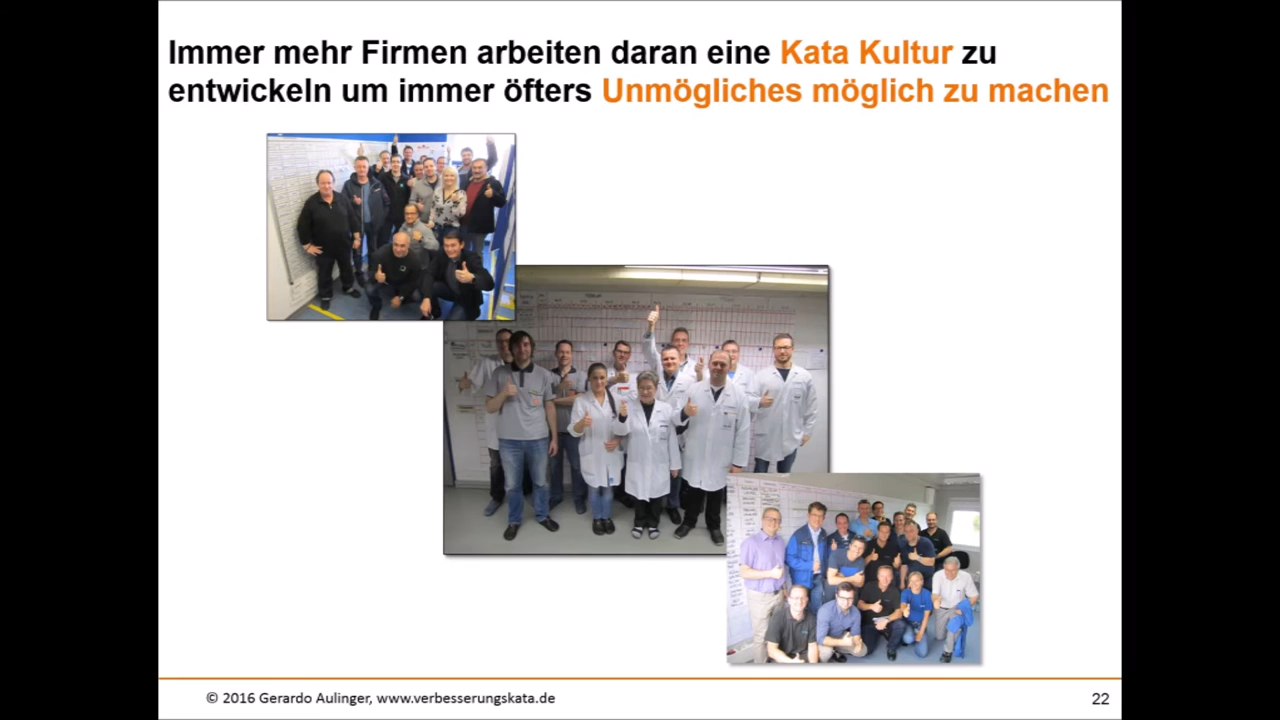 Immer mehr Firmen arbeiten daran eine Kata Kultur zu
entwickeln um immer öfters Unmögliches möglich zu machen
© 2016 Gerardo Aulinger, www.verbesserungskata.de
22